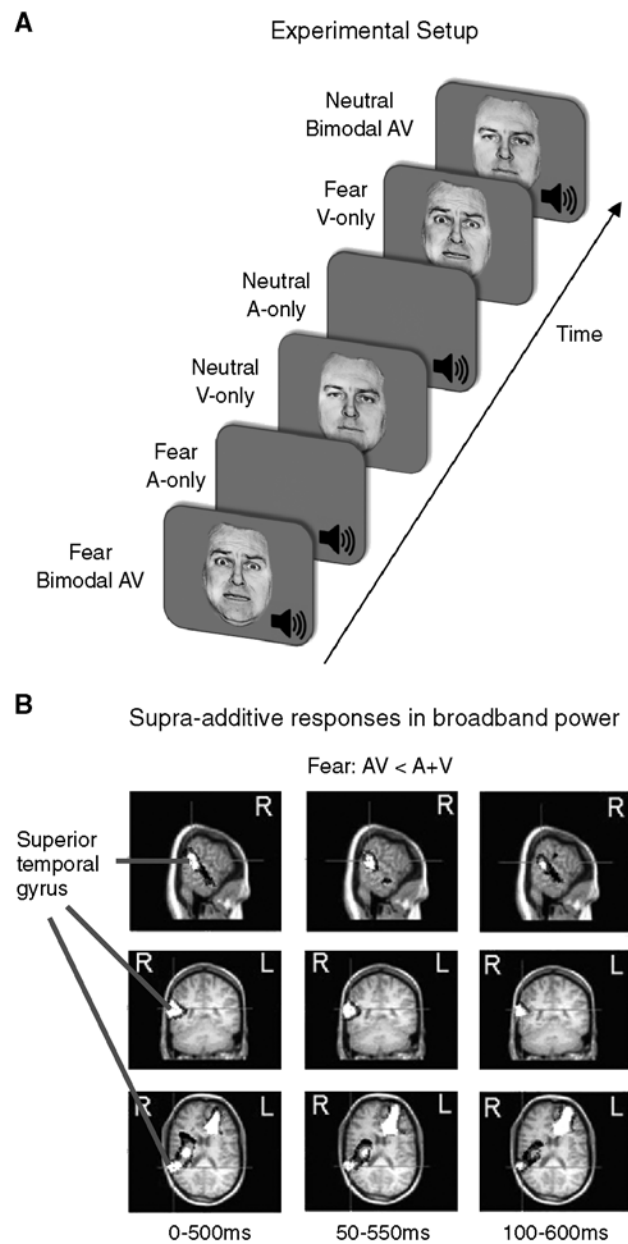 A
Experimental Setup
Neutral
Bimodal AV
Fear
V-only
Neutral
A-only
Time
Neutral
V-only
Fear
A-only
Fear
Bimodal AV
B
Supra-additive responses in broadband power
Fear: AV < A+V
R
R
R
Superior
temporal
gyrus
R L
R L
R L
R L
R L
R L
0-500ms
50-550ms
100-600ms